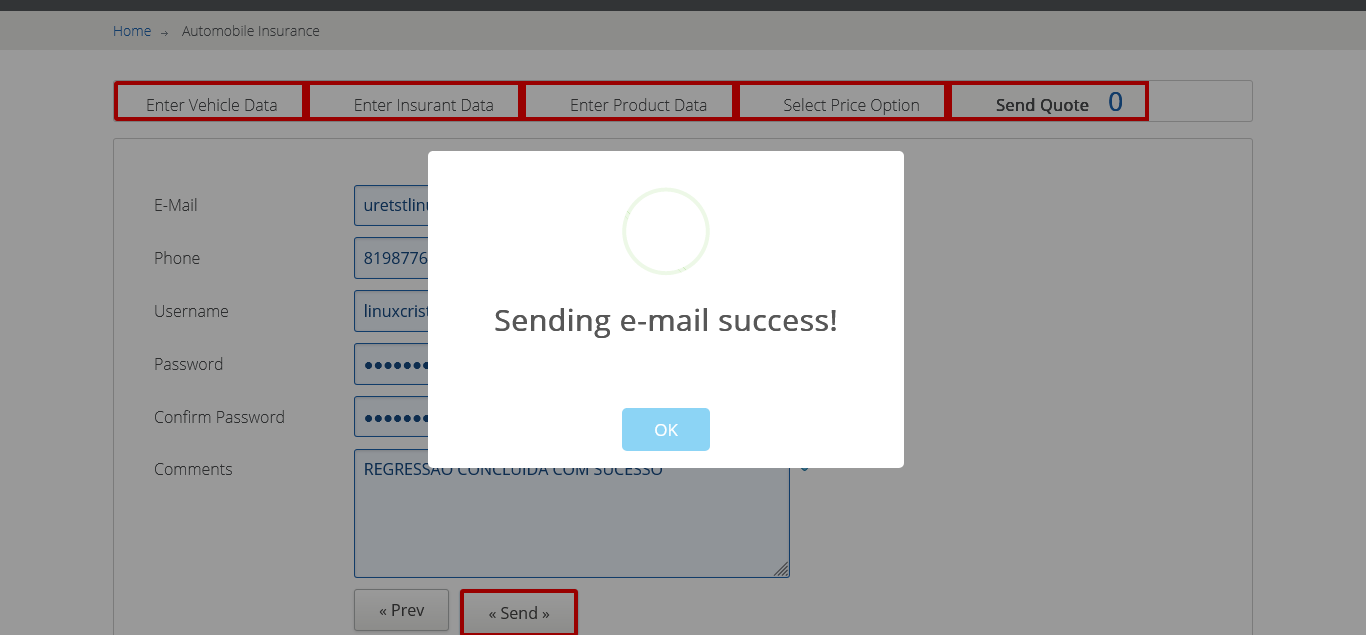 Home → Automobile Insurance
Enter Vehicle Data Enter Insurant Data Enter Product Data Select Price Option Send Quote 0
E-Mail uretstlinu
Phone 8198776
Username linuxcrist
Password ●●●●●●●
Confirm Password ●●●●●●●
Comments REGRESSAO CONCLUIDA COM SUCESSO
Sending e-mail success!
OK
« Prev « Send »